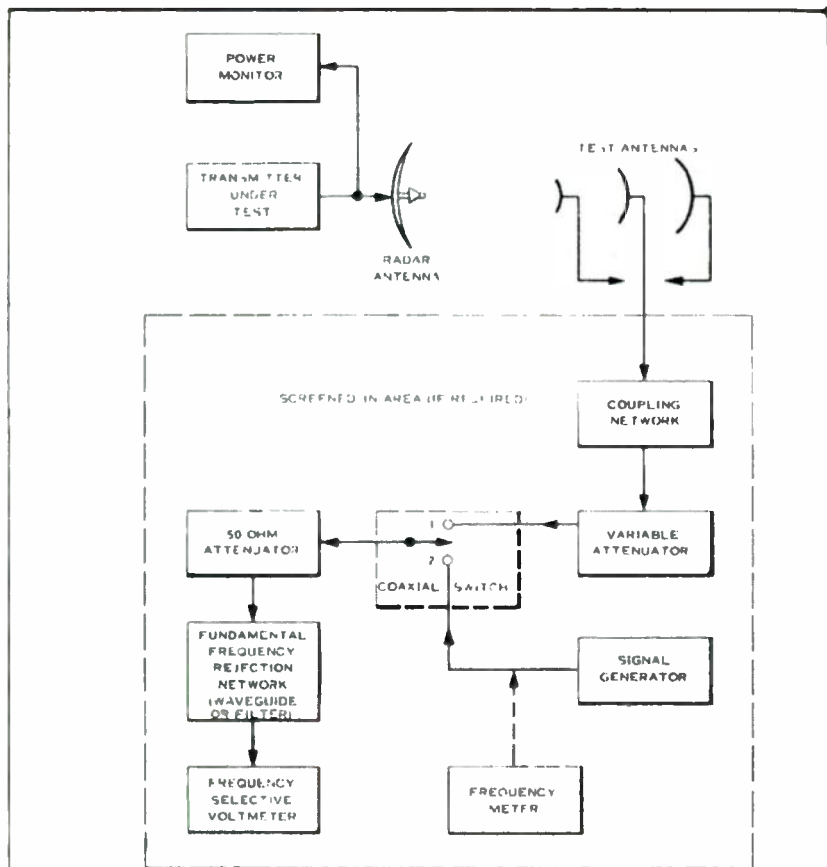 POWER
MONITOR
TRANSMITTER
UNDER
TEST
RADAR
ANTENNA
TEST ANTENNAS
SCREENED IN AREA (IF REQUIRED)
COUPLING
NETWORK
50 OHM
ATTENUATOR
1
2
COAXIAL SWITCH
VARIABLE
ATTENUATOR
FUNDAMENTAL
FREQUENCY
REJECTION
NETWORK
(WAVEGUIDE
OR FILTER)
SIGNAL
GENERATOR
FREQUENCY
SELECTIVE
VOLTMETER
FREQUENCY
METER